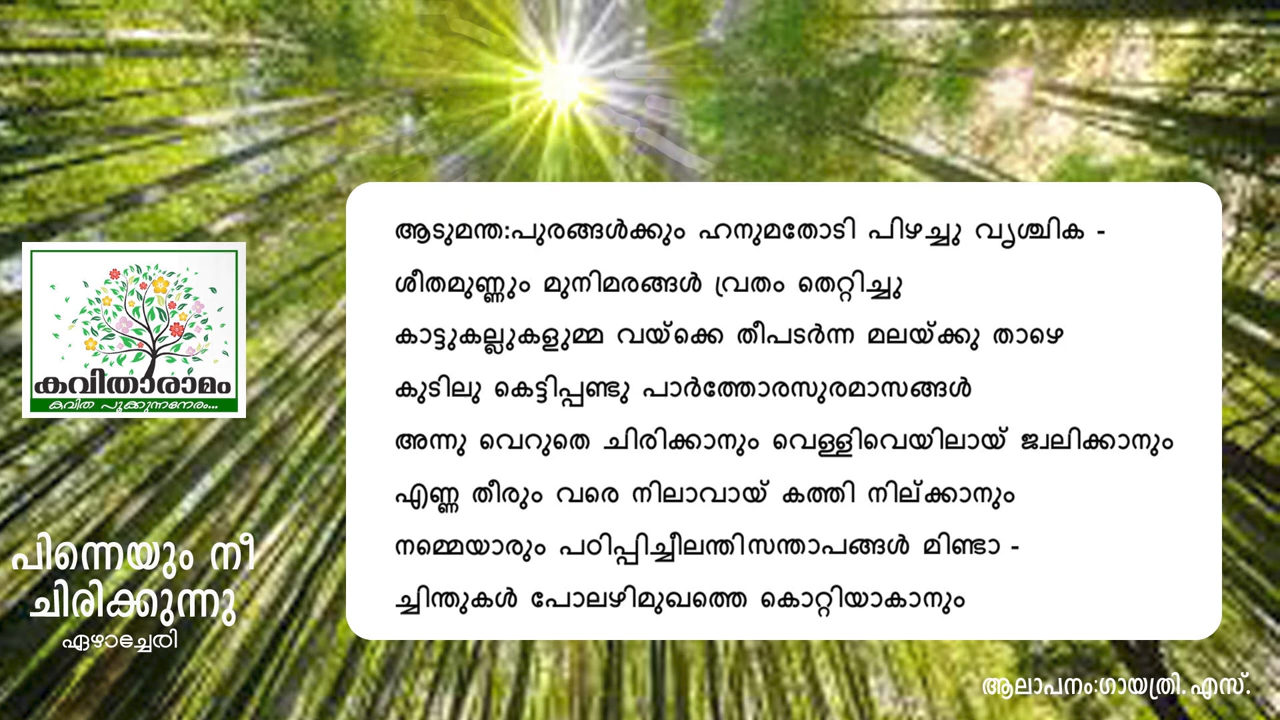 ആടുമന്ത:പുരങ്ങൾക്കും ഹനുമതോടി പിഴച്ചു വൃശ്ചിക -
ശീതമുണ്ണും മുനിമരങ്ങൾ വ്രതം തെറ്റിച്ചു
കാട്ടുകല്ലുകളുമ്മ വയ്ക്കെ തീപടർന്ന മലയ്ക്കു താഴെ
കുടിലു കെട്ടിപ്പണ്ടു പാർത്തോരസുരമാസങ്ങൾ
അന്നു വെറുതെ ചിരിക്കാനും വെള്ളിവെയിലായ് ജ്വലിക്കാനും
എണ്ണ തീരും വരെ നിലാവായ് കത്തി നില്ക്കാനും
നമ്മെയാരും പഠിപ്പിച്ചീലന്തിസന്താപങ്ങൾ മിണ്ടാ -
ച്ചിന്തുകൾ പോലഴിമുഖത്തെ കൊറ്റിയാകാനും
കവിതാരാമം
കവിത പൂക്കുന്നനേരം...
പിന്നെയും നീ
ചിരിക്കുന്നു
ഏഴാച്ചേരി
ആലാപനം:ഗായത്രി.എസ്.